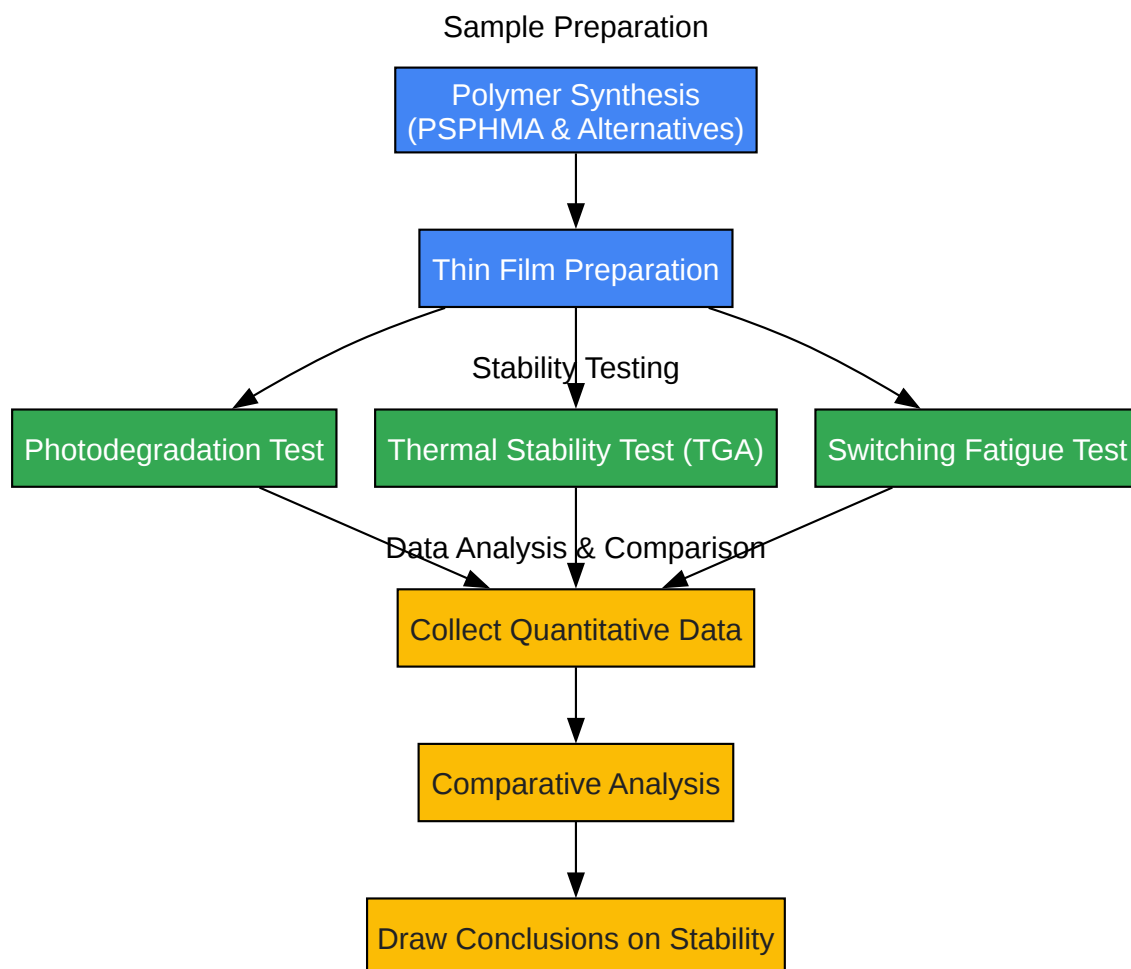 Sample Preparation
Polymer Synthesis
(PSPHMA & Alternatives)
Thin Film Preparation
Stability Testing
Photodegradation Test
Thermal Stability Test (TGA)
Switching Fatigue Test
Data Analysis & Comparison
Collect Quantitative Data
Comparative Analysis
Draw Conclusions on Stability